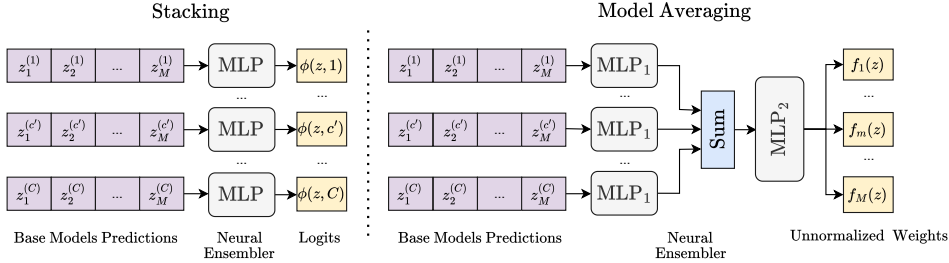 Stacking
z_1^{(1)} z_2^{(1)} ... z_M^{(1)} MLP ϕ(z, 1)
... ...
z_1^{(c')} z_2^{(c')} ... z_M^{(c')} MLP ϕ(z, c')
... ...
z_1^{(C)} z_2^{(C)} ... z_M^{(C)} MLP ϕ(z, C)
Base Models Predictions
Neural
Ensembler
Logits
Model Averaging
z_1^{(1)} z_2^{(1)} ... z_M^{(1)} MLP_1
...
z_1^{(c')} z_2^{(c')} ... z_M^{(c')} MLP_1
...
z_1^{(C)} z_2^{(C)} ... z_M^{(C)} MLP_1
Sum
MLP_2
f_1(z)
...
f_m(z)
...
f_M(z)
Base Models Predictions
Neural
Ensembler
Unnormalized Weights